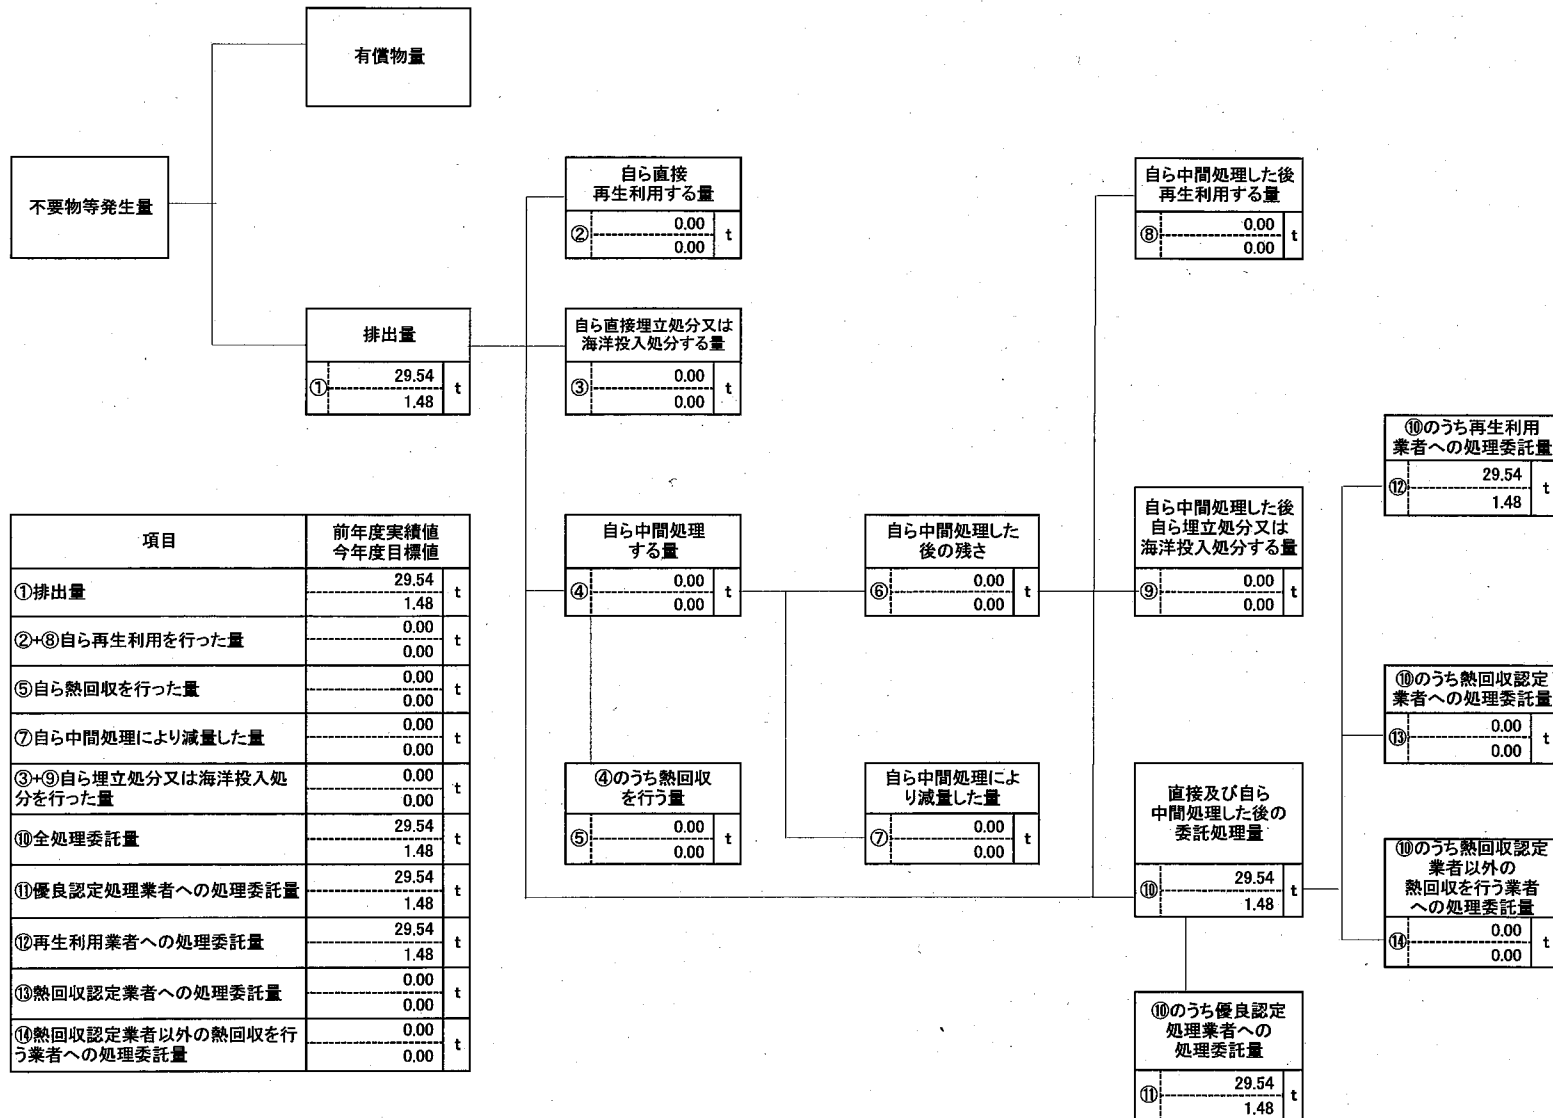 有償物量
不要物等発生量
自ら直接
再生利用する量
② 0.00 t
0.00
自ら中間処理した後
再生利用する量
⑧ 0.00 t
0.00
排出量
① 29.54 t
1.48
自ら直接埋立処分又は
海洋投入処分する量
③ 0.00 t
0.00
⑩のうち再生利用
業者への処理委託量
⑫ 29.54 t
1.48
自ら中間処理
する量
④ 0.00 t
0.00
自ら中間処理した
後の残さ
⑥ 0.00 t
0.00
自ら中間処理した後
自ら埋立処分又は
海洋投入処分する量
⑨ 0.00 t
0.00
⑩のうち熱回収認定
業者への処理委託量
⑬ 0.00 t
0.00
④のうち熱回収
を行う量
⑤ 0.00 t
0.00
自ら中間処理によ
り減量した量
⑦ 0.00 t
0.00
直接及び自ら
中間処理した後の
委託処理量
⑩ 29.54 t
1.48
⑩のうち熱回収認定
業者以外の
熱回収を行う業者
への処理委託量
⑭ 0.00 t
0.00
⑩のうち優良認定
処理業者への
処理委託量
⑪ 29.54 t
1.48
項目 前年度実績値
今年度目標値
①排出量 29.54 t
1.48
②+⑧自ら再生利用を行った量 0.00 t
0.00
⑤自ら熱回収を行った量 0.00 t
0.00
⑦自ら中間処理により減量した量 0.00 t
0.00
③+⑨自ら埋立処分又は海洋投入処 0.00 t
分を行った量 0.00
⑩全処理委託量 29.54 t
1.48
⑪優良認定処理業者への処理委託量 29.54 t
1.48
⑫再生利用業者への処理委託量 29.54 t
1.48
⑬熱回収認定業者への処理委託量 0.00 t
0.00
⑭熱回収認定業者以外の熱回収を行 0.00 t
う業者への処理委託量 0.00